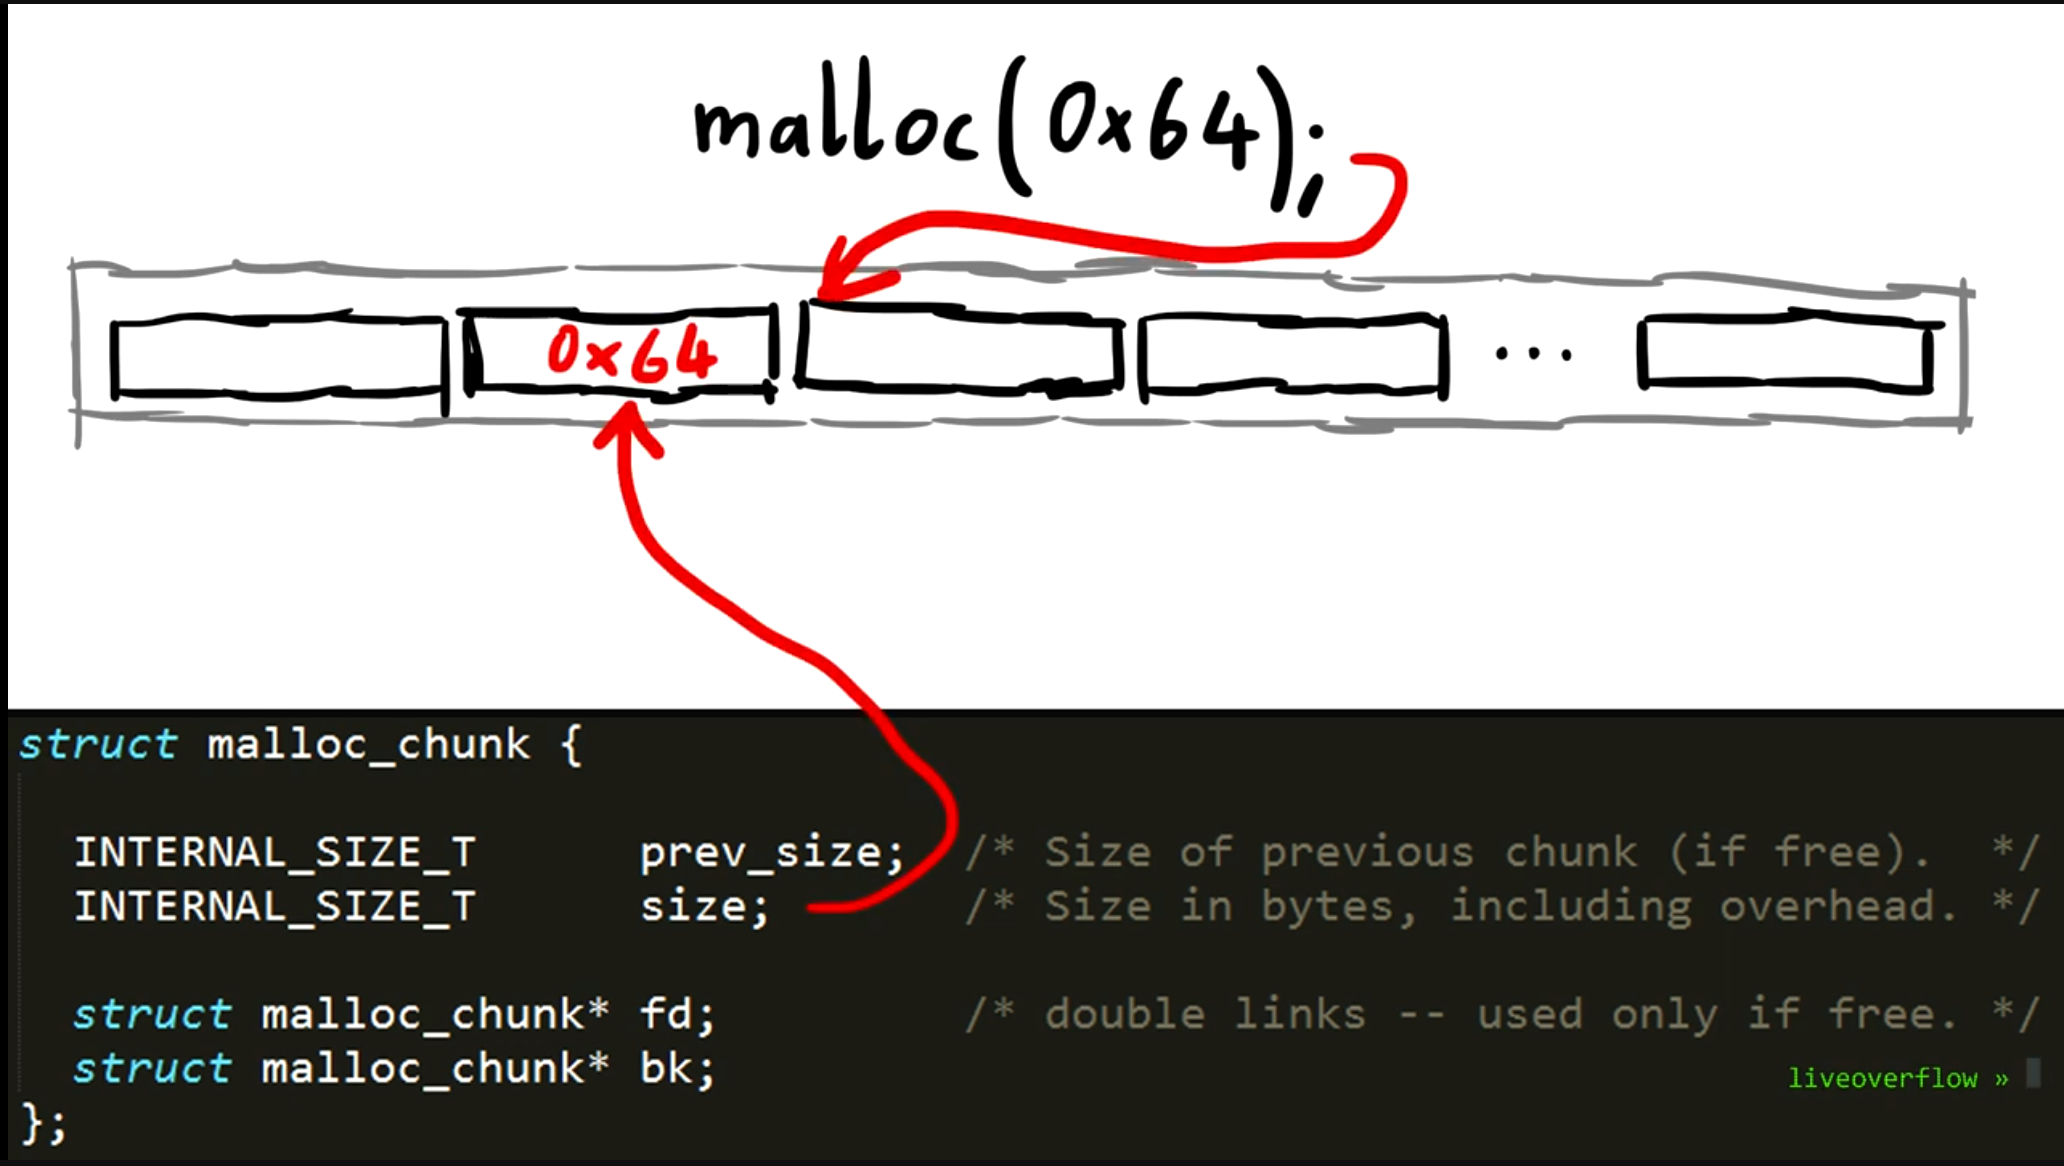 malloc(0x64);
0x64
...
struct malloc_chunk {
INTERNAL_SIZE_T prev_size; /* Size of previous chunk (if free). */
INTERNAL_SIZE_T size; /* Size in bytes, including overhead. */
struct malloc_chunk* fd; /* double links -- used only if free. */
struct malloc_chunk* bk;
liveoverflow »
};